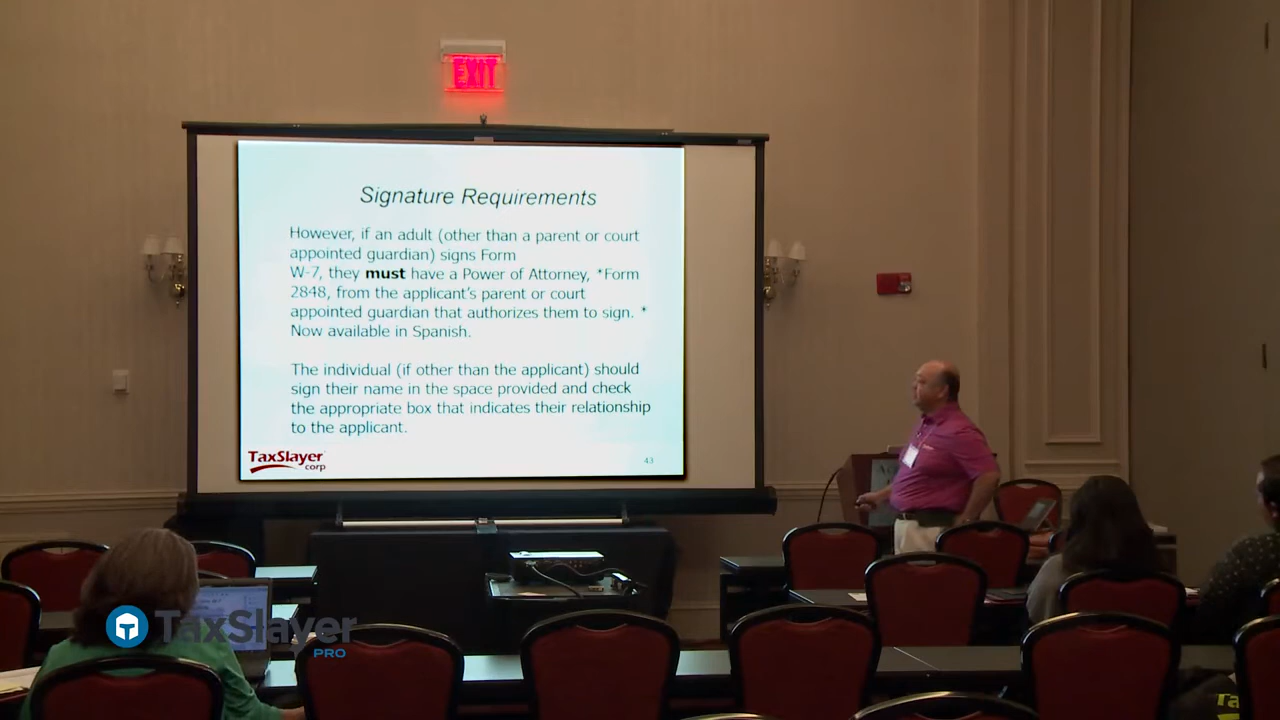 EXIT
Signature Requirements
However, if an adult (other than a parent or court
appointed guardian) signs Form
W-7, they must have a Power of Attorney, *Form
2848, from the applicant's parent or court
appointed guardian that authorizes them to sign. *
Now available in Spanish.
The individual (if other than the applicant) should
sign their name in the space provided and check
the appropriate box that indicates their relationship
to the applicant.
TaxSlayer
corp
43
TaxSlayer
PRO